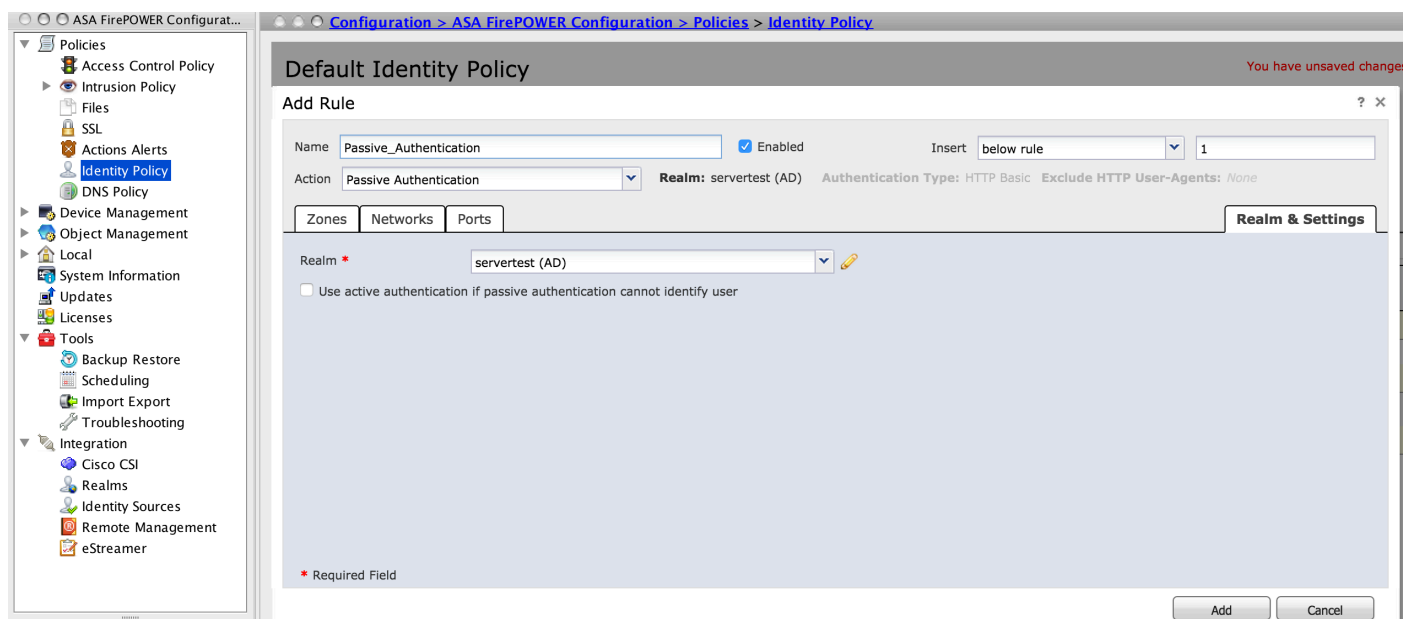 ASA FirePOWER Configurat...
Policies
Access Control Policy
Intrusion Policy
Files
SSL
Actions Alerts
Identity Policy
DNS Policy
Device Management
Object Management
Local
System Information
Updates
Licenses
Tools
Backup Restore
Scheduling
Import Export
Troubleshooting
Integration
Cisco CSI
Realms
Identity Sources
Remote Management
eStreamer
Configuration > ASA FirePOWER Configuration > Policies > Identity Policy
Default Identity Policy
You have unsaved changes
Add Rule
? ×
Name Passive_Authentication Enabled Insert below rule 1
Action Passive Authentication Realm: servertest (AD) Authentication Type: HTTP Basic Exclude HTTP User-Agents: None
Zones Networks Ports Realm & Settings
Realm * servertest (AD)
Use active authentication if passive authentication cannot identify user
* Required Field
Add Cancel